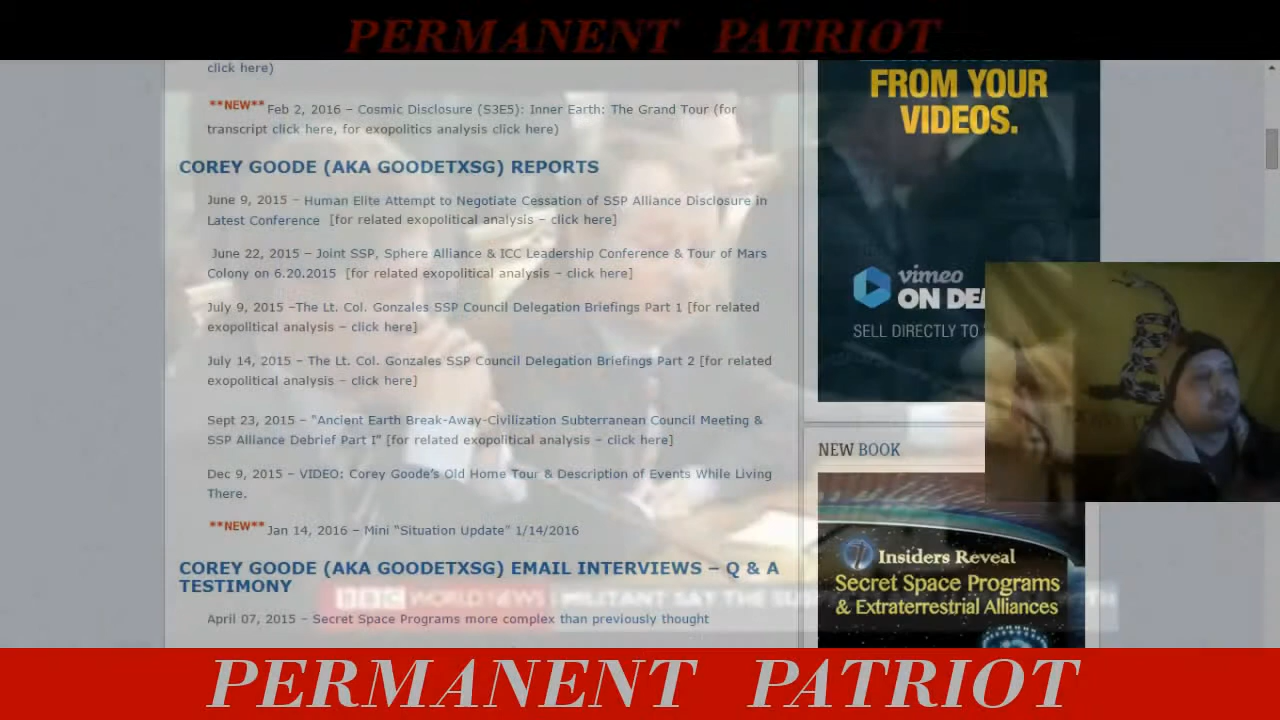 PERMANENT PATRIOT
click here)
**NEW** Feb 2, 2016 – Cosmic Disclosure (S3E5): Inner Earth: The Grand Tour (for
transcript click here, for exopolitics analysis click here)
COREY GOODE (AKA GOODETXSG) REPORTS
June 9, 2015 – Human Elite Attempt to Negotiate Cessation of SSP Alliance Disclosure in
Latest Conference [for related exopolitical analysis – click here]
June 22, 2015 – Joint SSP, Sphere Alliance & ICC Leadership Conference & Tour of Mars
Colony on 6.20.2015 [for related exopolitical analysis – click here]
July 9, 2015 –The Lt. Col. Gonzales SSP Council Delegation Briefings Part 1 [for related
exopolitical analysis – click here]
July 14, 2015 – The Lt. Col. Gonzales SSP Council Delegation Briefings Part 2 [for related
exopolitical analysis – click here]
Sept 23, 2015 – "Ancient Earth Break-Away-Civilization Subterranean Council Meeting &
SSP Alliance Debrief Part I" [for related exopolitical analysis – click here]
Dec 9, 2015 – VIDEO: Corey Goode's Old Home Tour & Description of Events While Living
There.
**NEW** Jan 14, 2016 – Mini "Situation Update" 1/14/2016
COREY GOODE (AKA GOODETXSG) EMAIL INTERVIEWS – Q & A
TESTIMONY
BBC WORLD NEWS MILITANT SAY THE
April 07, 2015 – Secret Space Programs more complex than previously thought
FROM YOUR
VIDEOS.
vimeo
ON DE
SELL DIRECTLY TO
NEW BOOK
Insiders Reveal
Secret Space Programs
& Extraterrestrial Alliances
PERMANENT PATRIOT